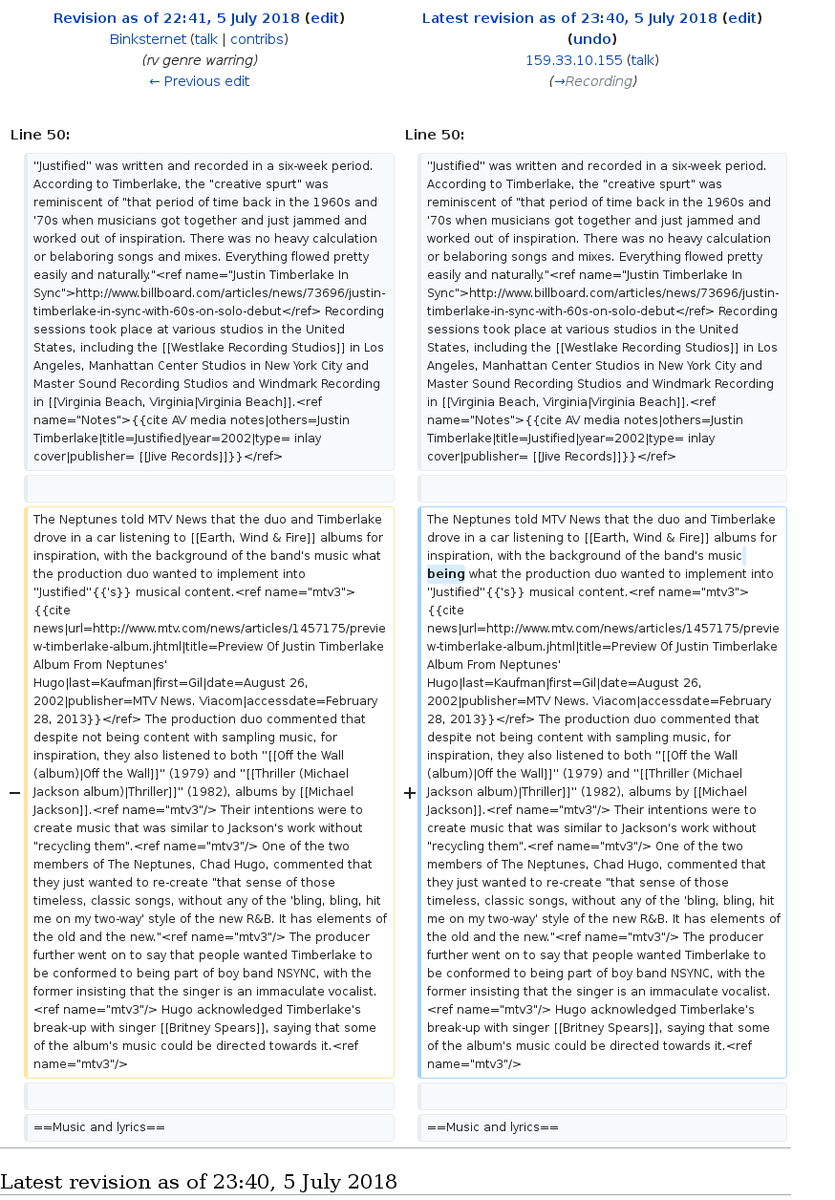 Revision as of 22:41, 5 July 2018 (edit)
Binksternet (talk | contribs)
(rv genre warring)
← Previous edit
Latest revision as of 23:40, 5 July 2018 (edit)
(undo)
159.33.10.155 (talk)
(→Recording)
Line 50:
Line 50:
"Justified" was written and recorded in a six-week period.
According to Timberlake, the "creative spurt" was
reminiscent of "that period of time back in the 1960s and
'70s when musicians got together and just jammed and
worked out of inspiration. There was no heavy calculation
or belaboring songs and mixes. Everything flowed pretty
easily and naturally."<ref name="Justin Timberlake In
Sync">http://www.billboard.com/articles/news/73696/justin-
timberlake-in-sync-with-60s-on-solo-debut</ref> Recording
sessions took place at various studios in the United
States, including the [[Westlake Recording Studios]] in Los
Angeles, Manhattan Center Studios in New York City and
Master Sound Recording Studios and Windmark Recording
in [[Virginia Beach, Virginia|Virginia Beach]].<ref
name="Notes">{{cite AV media notes|others=Justin
Timberlake|title=Justified|year=2002|type= inlay
cover|publisher= [[Jive Records]]}}</ref>
"Justified" was written and recorded in a six-week period.
According to Timberlake, the "creative spurt" was
reminiscent of "that period of time back in the 1960s and
'70s when musicians got together and just jammed and
worked out of inspiration. There was no heavy calculation
or belaboring songs and mixes. Everything flowed pretty
easily and naturally."<ref name="Justin Timberlake In
Sync">http://www.billboard.com/articles/news/73696/justin-
timberlake-in-sync-with-60s-on-solo-debut</ref> Recording
sessions took place at various studios in the United
States, including the [[Westlake Recording Studios]] in Los
Angeles, Manhattan Center Studios in New York City and
Master Sound Recording Studios and Windmark Recording
in [[Virginia Beach, Virginia|Virginia Beach]].<ref
name="Notes">{{cite AV media notes|others=Justin
Timberlake|title=Justified|year=2002|type= inlay
cover|publisher= [[Jive Records]]}}</ref>
−
The Neptunes told MTV News that the duo and Timberlake
drove in a car listening to [[Earth, Wind & Fire]] albums for
inspiration, with the background of the band's music what
the production duo wanted to implement into
"Justified"{{'s}} musical content.<ref name="mtv3">
{{cite
news|url=http://www.mtv.com/news/articles/1457175/previe
w-timberlake-album.jhtml|title=Preview Of Justin Timberlake
Album From Neptunes'
Hugo|last=Kaufman|first=Gil|date=August 26,
2002|publisher=MTV News. Viacom|accessdate=February
28, 2013}}</ref> The production duo commented that
despite not being content with sampling music, for
inspiration, they also listened to both "[[Off the Wall
(album)|Off the Wall]]" (1979) and "[[Thriller (Michael
Jackson album)|Thriller]]" (1982), albums by [[Michael
Jackson]].<ref name="mtv3"/> Their intentions were to
create music that was similar to Jackson's work without
"recycling them".<ref name="mtv3"/> One of the two
members of The Neptunes, Chad Hugo, commented that
they just wanted to re-create "that sense of those
timeless, classic songs, without any of the 'bling, bling, hit
me on my two-way' style of the new R&B. It has elements of
the old and the new."<ref name="mtv3"/> The producer
further went on to say that people wanted Timberlake to
be conformed to being part of boy band NSYNC, with the
former insisting that the singer is an immaculate vocalist.
<ref name="mtv3"/> Hugo acknowledged Timberlake's
break-up with singer [[Britney Spears]], saying that some
of the album's music could be directed towards it.<ref
name="mtv3"/>
+
The Neptunes told MTV News that the duo and Timberlake
drove in a car listening to [[Earth, Wind & Fire]] albums for
inspiration, with the background of the band's music
being what the production duo wanted to implement into
"Justified"{{'s}} musical content.<ref name="mtv3">
{{cite
news|url=http://www.mtv.com/news/articles/1457175/previe
w-timberlake-album.jhtml|title=Preview Of Justin Timberlake
Album From Neptunes'
Hugo|last=Kaufman|first=Gil|date=August 26,
2002|publisher=MTV News. Viacom|accessdate=February
28, 2013}}</ref> The production duo commented that
despite not being content with sampling music, for
inspiration, they also listened to both "[[Off the Wall
(album)|Off the Wall]]" (1979) and "[[Thriller (Michael
Jackson album)|Thriller]]" (1982), albums by [[Michael
Jackson]].<ref name="mtv3"/> Their intentions were to
create music that was similar to Jackson's work without
"recycling them".<ref name="mtv3"/> One of the two
members of The Neptunes, Chad Hugo, commented that
they just wanted to re-create "that sense of those
timeless, classic songs, without any of the 'bling, bling, hit
me on my two-way' style of the new R&B. It has elements of
the old and the new."<ref name="mtv3"/> The producer
further went on to say that people wanted Timberlake to
be conformed to being part of boy band NSYNC, with the
former insisting that the singer is an immaculate vocalist.
<ref name="mtv3"/> Hugo acknowledged Timberlake's
break-up with singer [[Britney Spears]], saying that some
of the album's music could be directed towards it.<ref
name="mtv3"/>
==Music and lyrics==
==Music and lyrics==
Latest revision as of 23:40, 5 July 2018